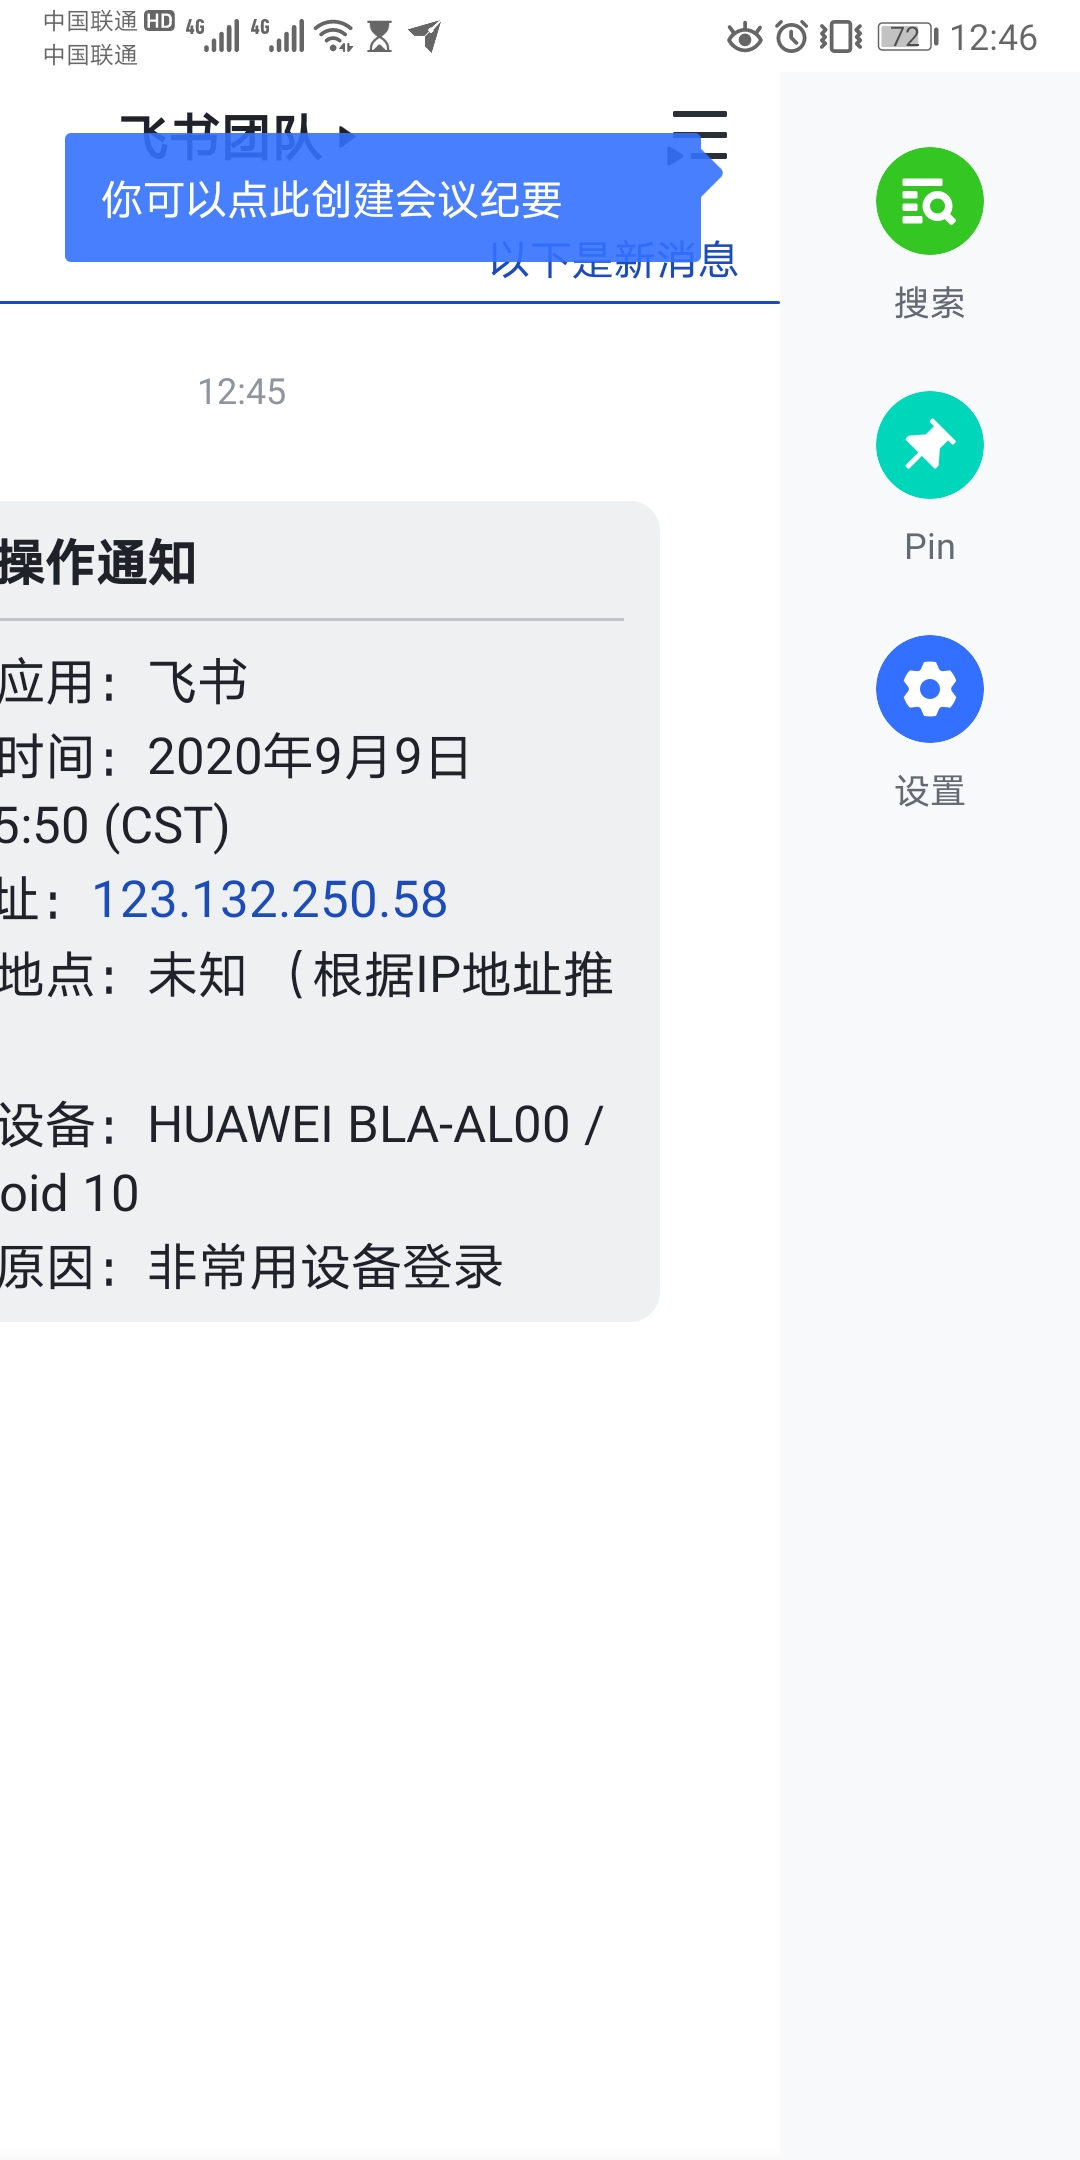 中国联通 HD 4G 4G 72 12:46
中国联通
飞书团队
你可以点此创建会议纪要
以下是新消息
搜索
12:45
Pin
操作通知
应用：飞书
设置
时间：2020年9月9日
5:50 (CST)
址：123.132.250.58
地点：未知 （根据IP地址推
设备：HUAWEI BLA-AL00 /
oid 10
原因：非常用设备登录